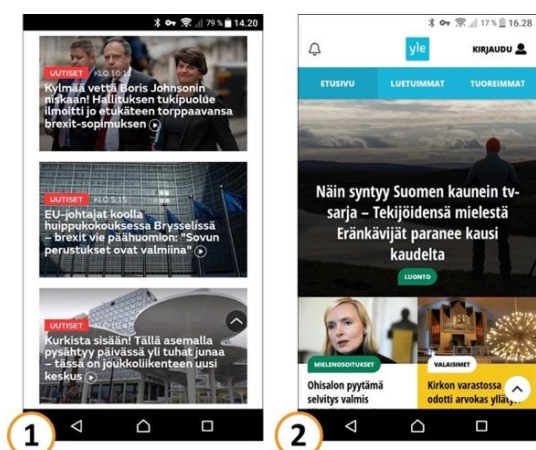 79 % 14.20
UUTISET KLO 10:11
Kylmää vettä Boris Johnsonin
niskaan! Hallituksen tukipuolue
ilmoitti jo etukäteen torppaavansa
brexit-sopimuksen
UUTISET KLO 5:15
EU-johtajat koolla
huippukokouksessa Brysselissä
– brexit vie päähuomion: "Sovun
perustukset ovat valmiina"
UUTISET
Kurkista sisään! Tällä asemalla
pysähtyy päivässä yli tuhat junaa
– tässä on joukkoliikenteen uusi
keskus
1
17 % 16.28
yle
KIRJAUDU
ETUSIVU LUETUIMMAT TUOREIMMAT
Näin syntyy Suomen kaunein tv-
sarja – Tekijöidensä mielestä
Eränkävijät paranee kausi
kaudelta
LUONTO
MIELENOSOITUKSET
Ohisalon pyytämä
selvitys valmis
VALAISIMET
Kirkon varastossa
odotti arvokas
2